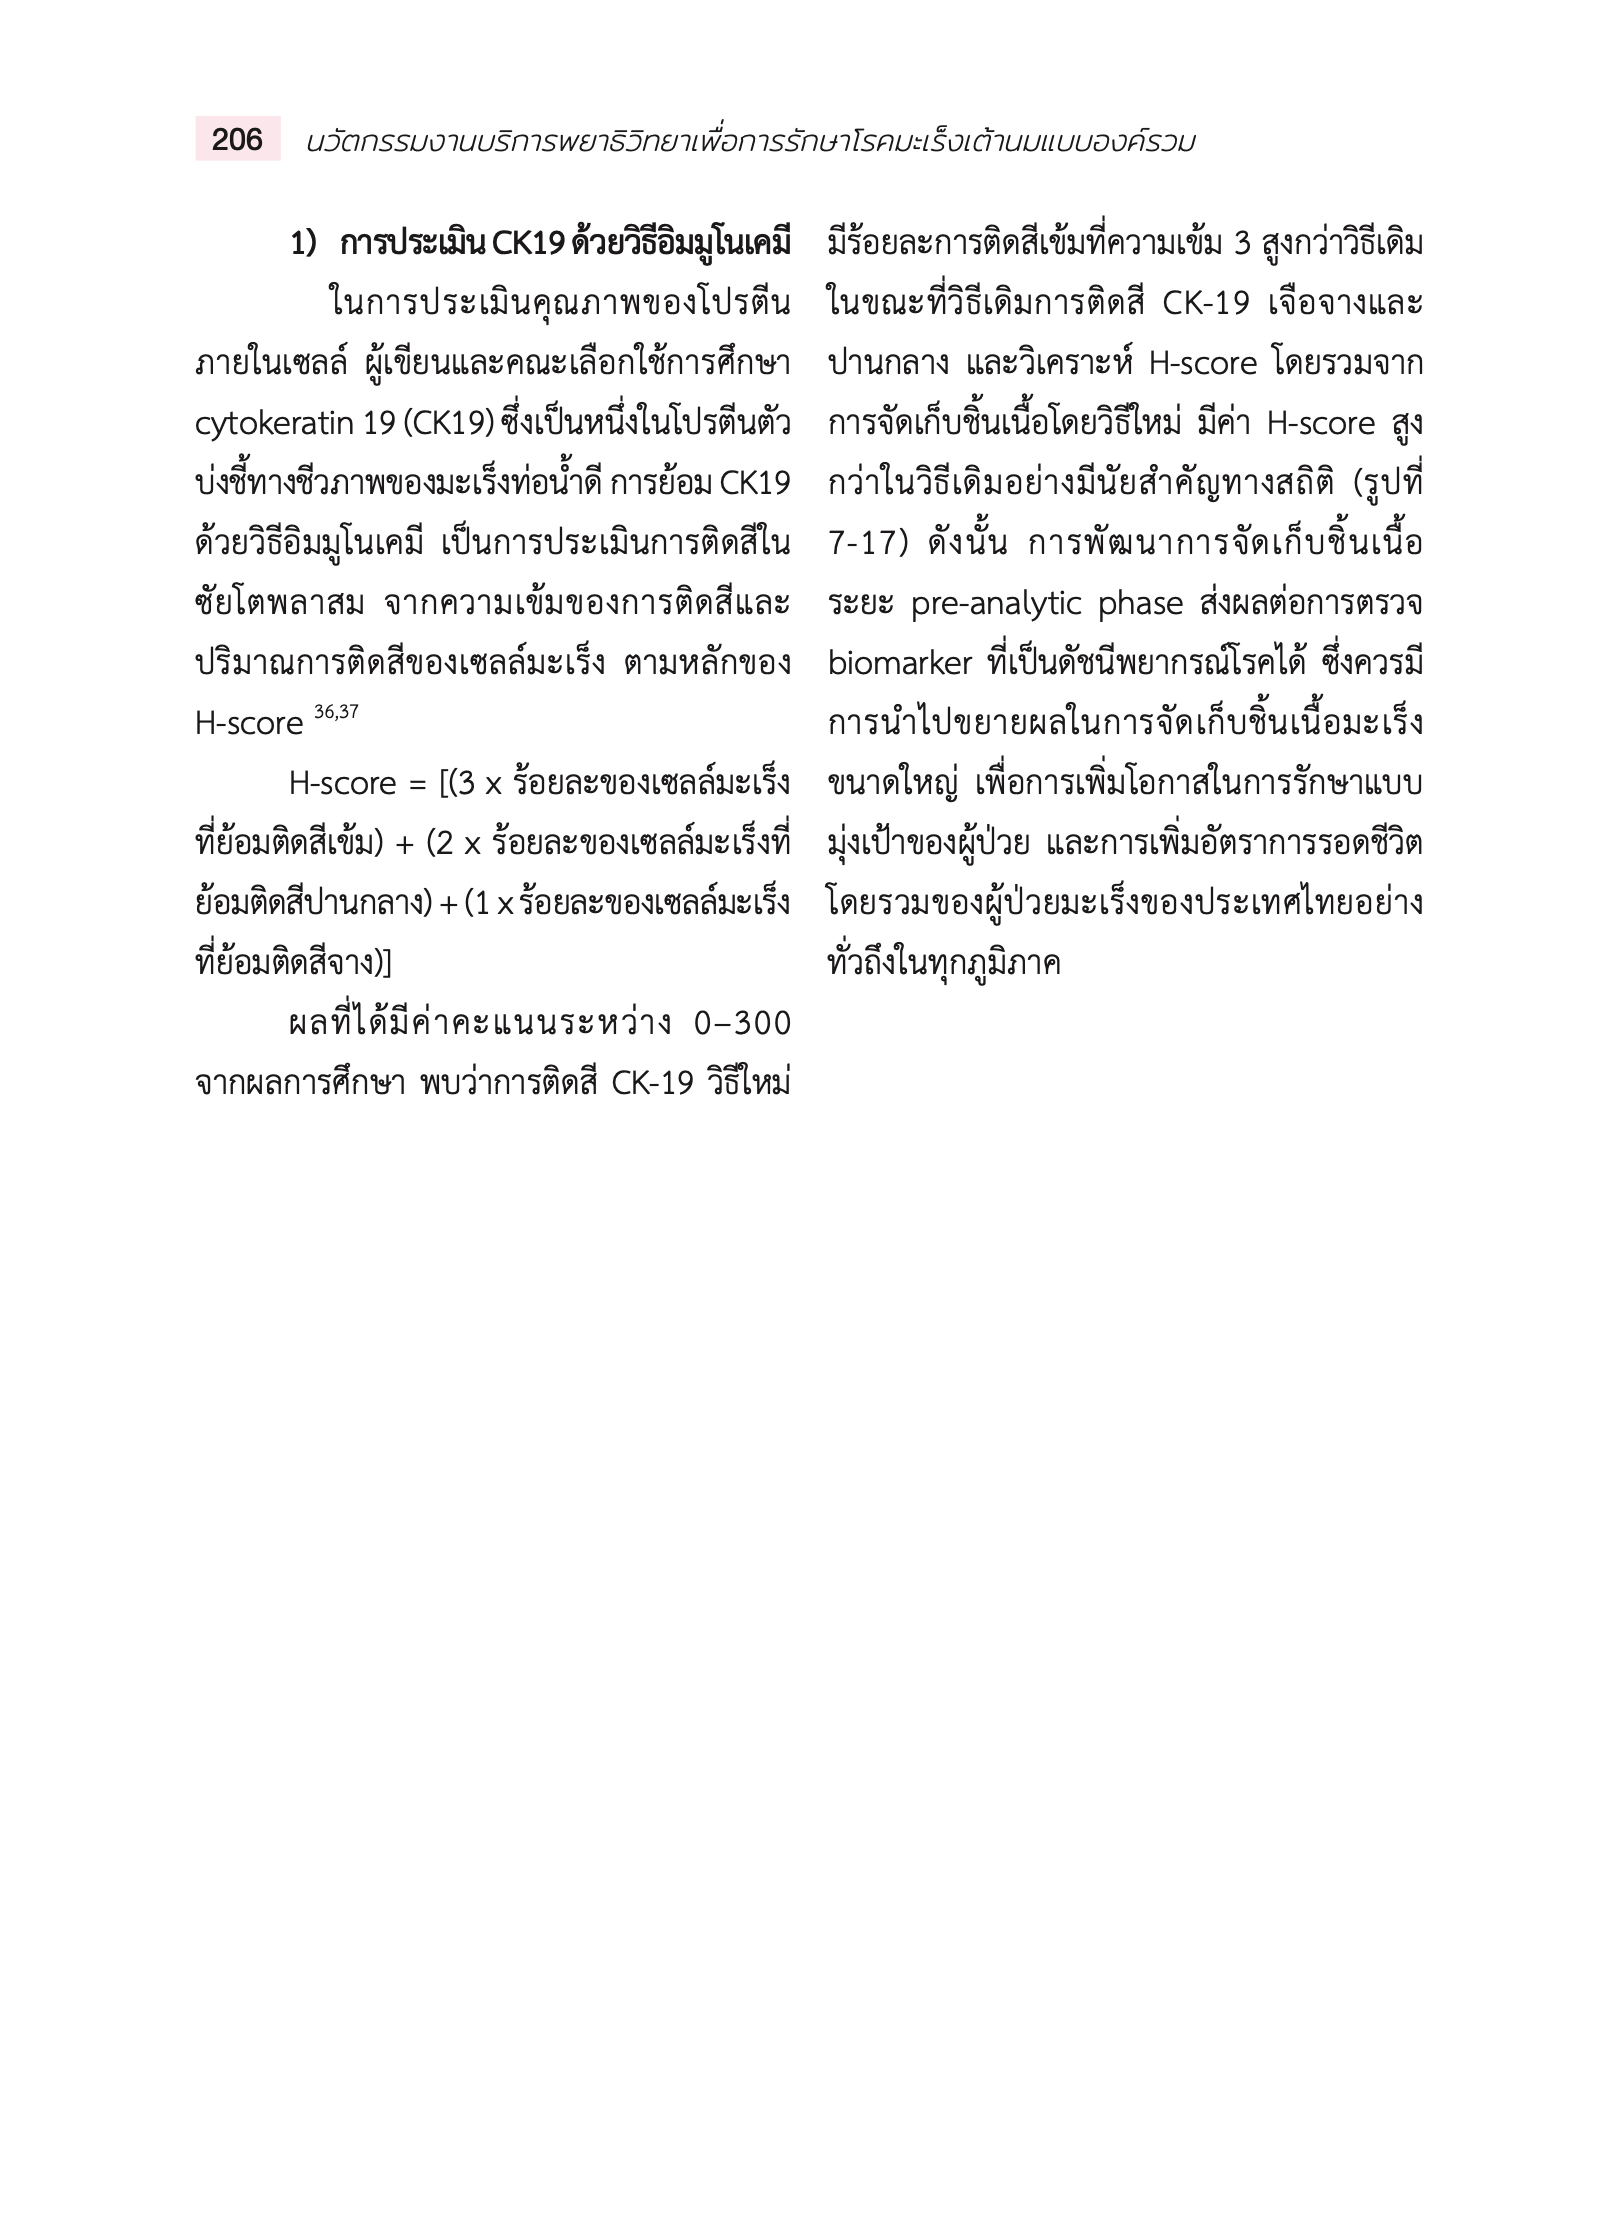 206 นวัตกรรมงานบริการพยาธิวิทยาเพื่อการรักษาโรคมะเร็งเต้านมแบบองค์รวม
1) การประเมิน CK19 ด้วยวิธีอิมมูโนเคมี
ในการประเมินคุณภาพของโปรตีน
ภายในเซลล์ ผู้เขียนและคณะเลือกใช้การศึกษา
cytokeratin 19 (CK19) ซึ่งเป็นหนึ่งในโปรตีนตัว
บ่งชี้ทางชีวภาพของมะเร็งท่อน้ำดี การย้อม CK19
ด้วยวิธีอิมมูโนเคมี เป็นการประเมินการติดสีใน
ซัยโตพลาสม จากความเข้มของการติดสีและ
ปริมาณการติดสีของเซลล์มะเร็ง ตามหลักของ
H-score 36,37
H-score = [(3 x ร้อยละของเซลล์มะเร็ง
ที่ย้อมติดสีเข้ม) + (2 x ร้อยละของเซลล์มะเร็งที่
ย้อมติดสีปานกลาง) + (1 x ร้อยละของเซลล์มะเร็ง
ที่ย้อมติดสีจาง)]
ผลที่ได้มีค่าคะแนนระหว่าง 0–300
จากผลการศึกษา พบว่าการติดสี CK-19 วิธีใหม่
มีร้อยละการติดสีเข้มที่ความเข้ม 3 สูงกว่าวิธีเดิม
ในขณะที่วิธีเดิมการติดสี CK-19 เจือจางและ
ปานกลาง และวิเคราะห์ H-score โดยรวมจาก
การจัดเก็บชิ้นเนื้อโดยวิธีใหม่ มีค่า H-score สูง
กว่าในวิธีเดิมอย่างมีนัยสำคัญทางสถิติ (รูปที่
7-17) ดังนั้น การพัฒนาการจัดเก็บชิ้นเนื้อ
ระยะ pre-analytic phase ส่งผลต่อการตรวจ
biomarker ที่เป็นดัชนีพยากรณ์โรคได้ ซึ่งควรมี
การนำไปขยายผลในการจัดเก็บชิ้นเนื้อมะเร็ง
ขนาดใหญ่ เพื่อการเพิ่มโอกาสในการรักษาแบบ
มุ่งเป้าของผู้ป่วย และการเพิ่มอัตราการรอดชีวิต
โดยรวมของผู้ป่วยมะเร็งของประเทศไทยอย่าง
ทั่วถึงในทุกภูมิภาค